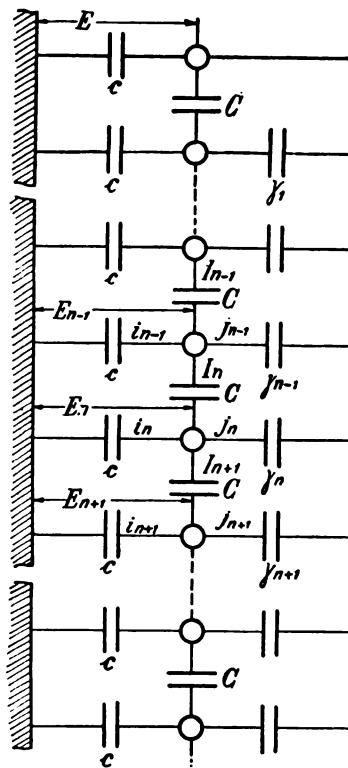 E
c
C
c γ₁
c
Iₙ₋₁
Eₙ₋₁ C
iₙ₋₁ jₙ₋₁
c Iₙ C γₙ₋₁
Eₙ
iₙ jₙ
c Iₙ₊₁ C γₙ
Eₙ₊₁
iₙ₊₁ jₙ₊₁
c γₙ₊₁
c
C
c